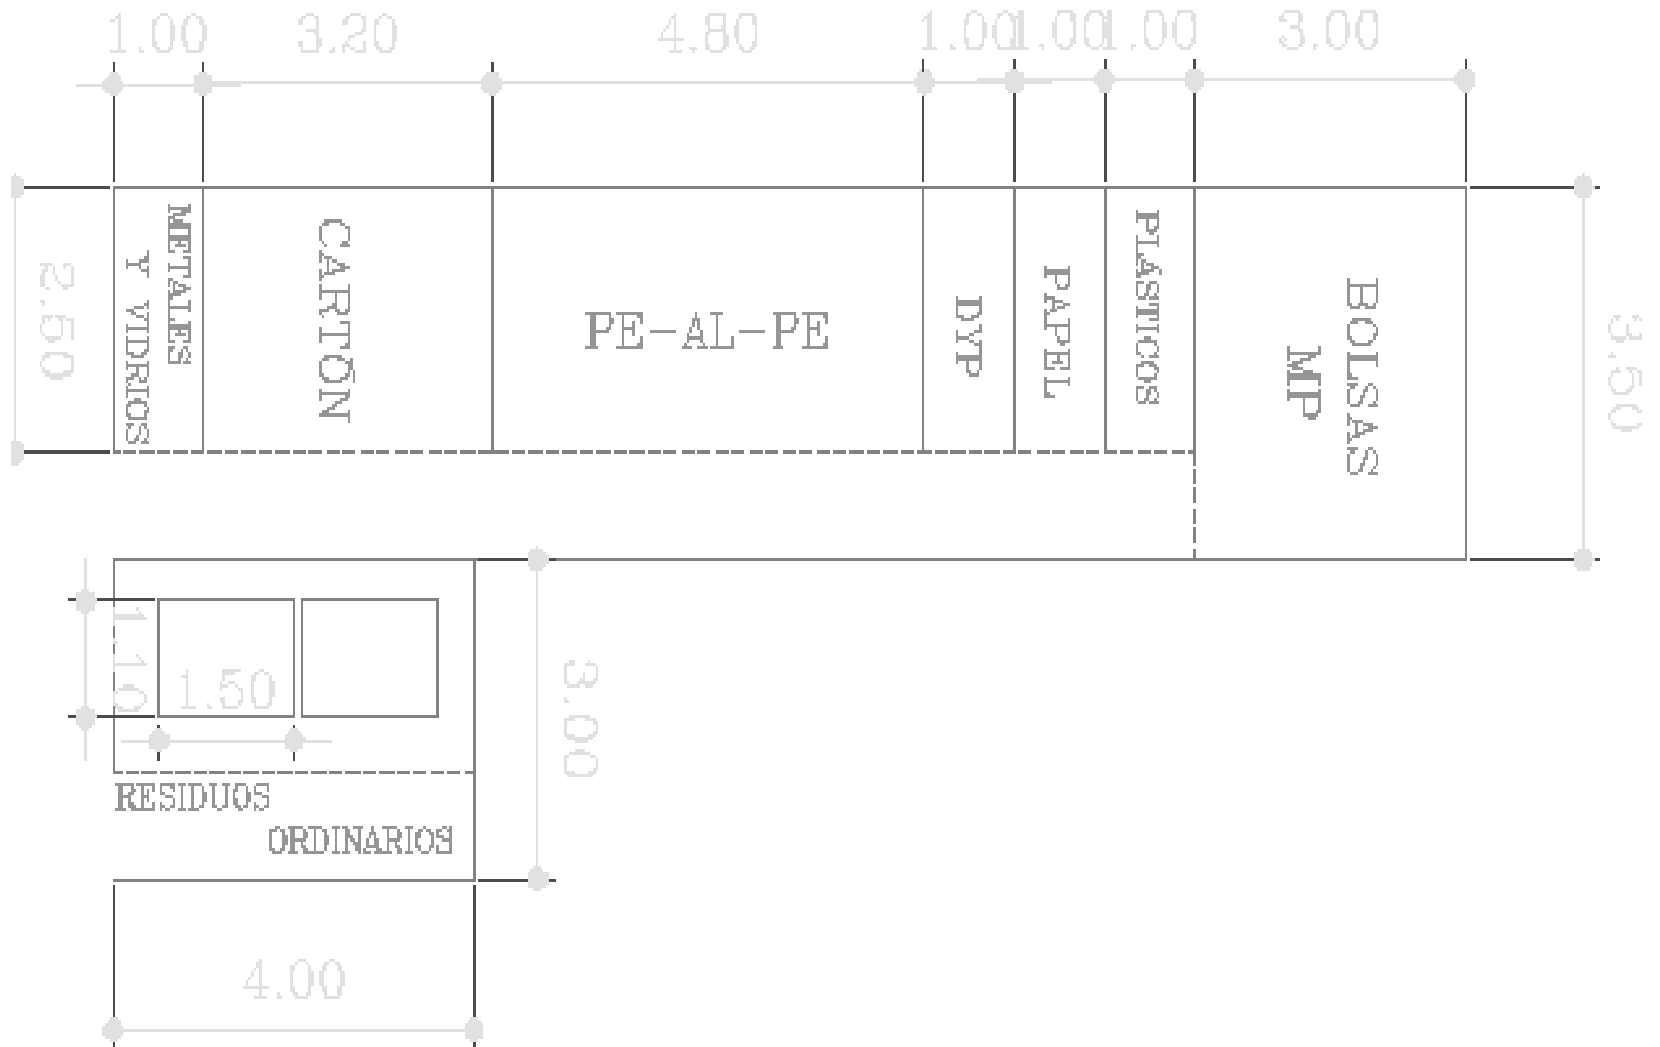 1.00
3.20
4.80
1.00
1.00
1.00
3.00
2.50
METALES
Y VIDRIOS
CARTÓN
PE-AL-PE
DYP
PAPEL
PLÁSTICOS
BOLSAS
MP
3.50
1.10
1.50
3.00
RESIDUOS
ORDINARIOS
4.00